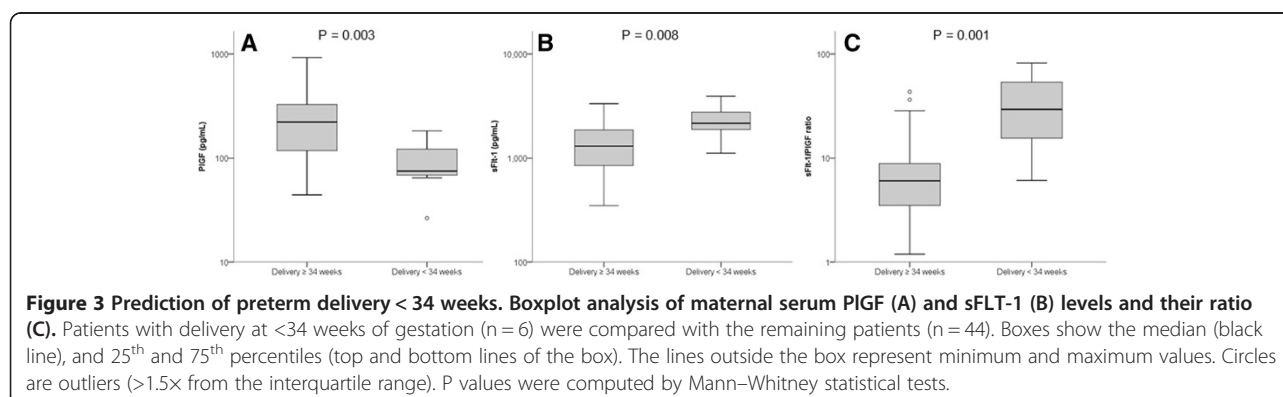 A P = 0.003
1000
100
10
PlGF (pg/mL)
Delivery ≥ 34 weeks Delivery < 34 weeks
B P = 0.008
10,000
1,000
100
sFlt-1 (pg/mL)
Delivery ≥ 34 weeks Delivery < 34 weeks
C P = 0.001
100
10
1
sFlt-1/PlGF ratio
Delivery ≥ 34 weeks Delivery < 34 weeks
Figure 3 Prediction of preterm delivery < 34 weeks. Boxplot analysis of maternal serum PlGF (A) and sFLT-1 (B) levels and their ratio
(C). Patients with delivery at <34 weeks of gestation (n = 6) were compared with the remaining patients (n = 44). Boxes show the median (black
line), and 25th and 75th percentiles (top and bottom lines of the box). The lines outside the box represent minimum and maximum values. Circles
are outliers (>1.5× from the interquartile range). P values were computed by Mann–Whitney statistical tests.